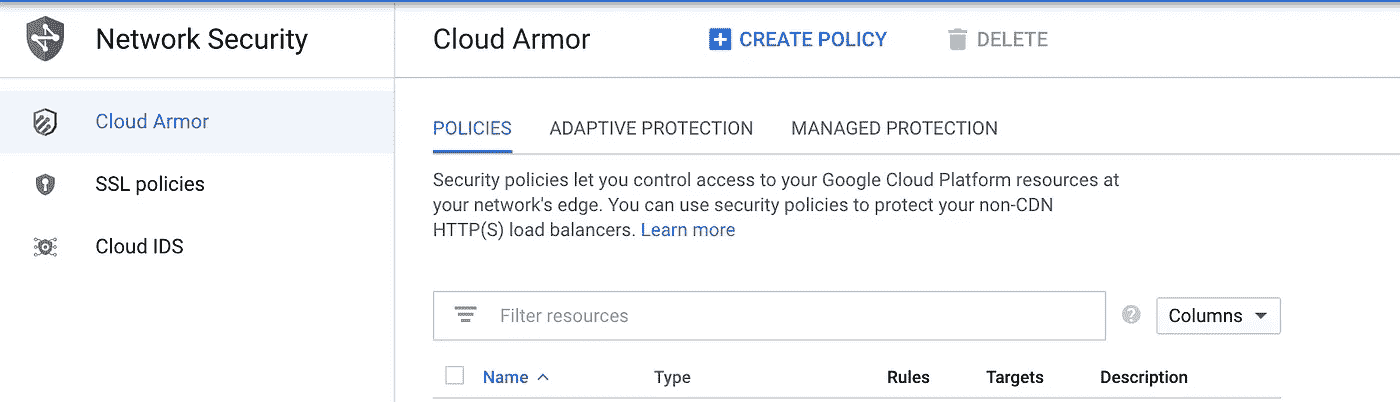 Network Security
Cloud Armor
SSL policies
Cloud IDS
Cloud Armor
CREATE POLICY
DELETE
POLICIES
ADAPTIVE PROTECTION
MANAGED PROTECTION
Security policies let you control access to your Google Cloud Platform resources at
your network's edge. You can use security policies to protect your non-CDN
HTTP(S) load balancers. Learn more
Filter resources
Columns
Name Type Rules Targets Description